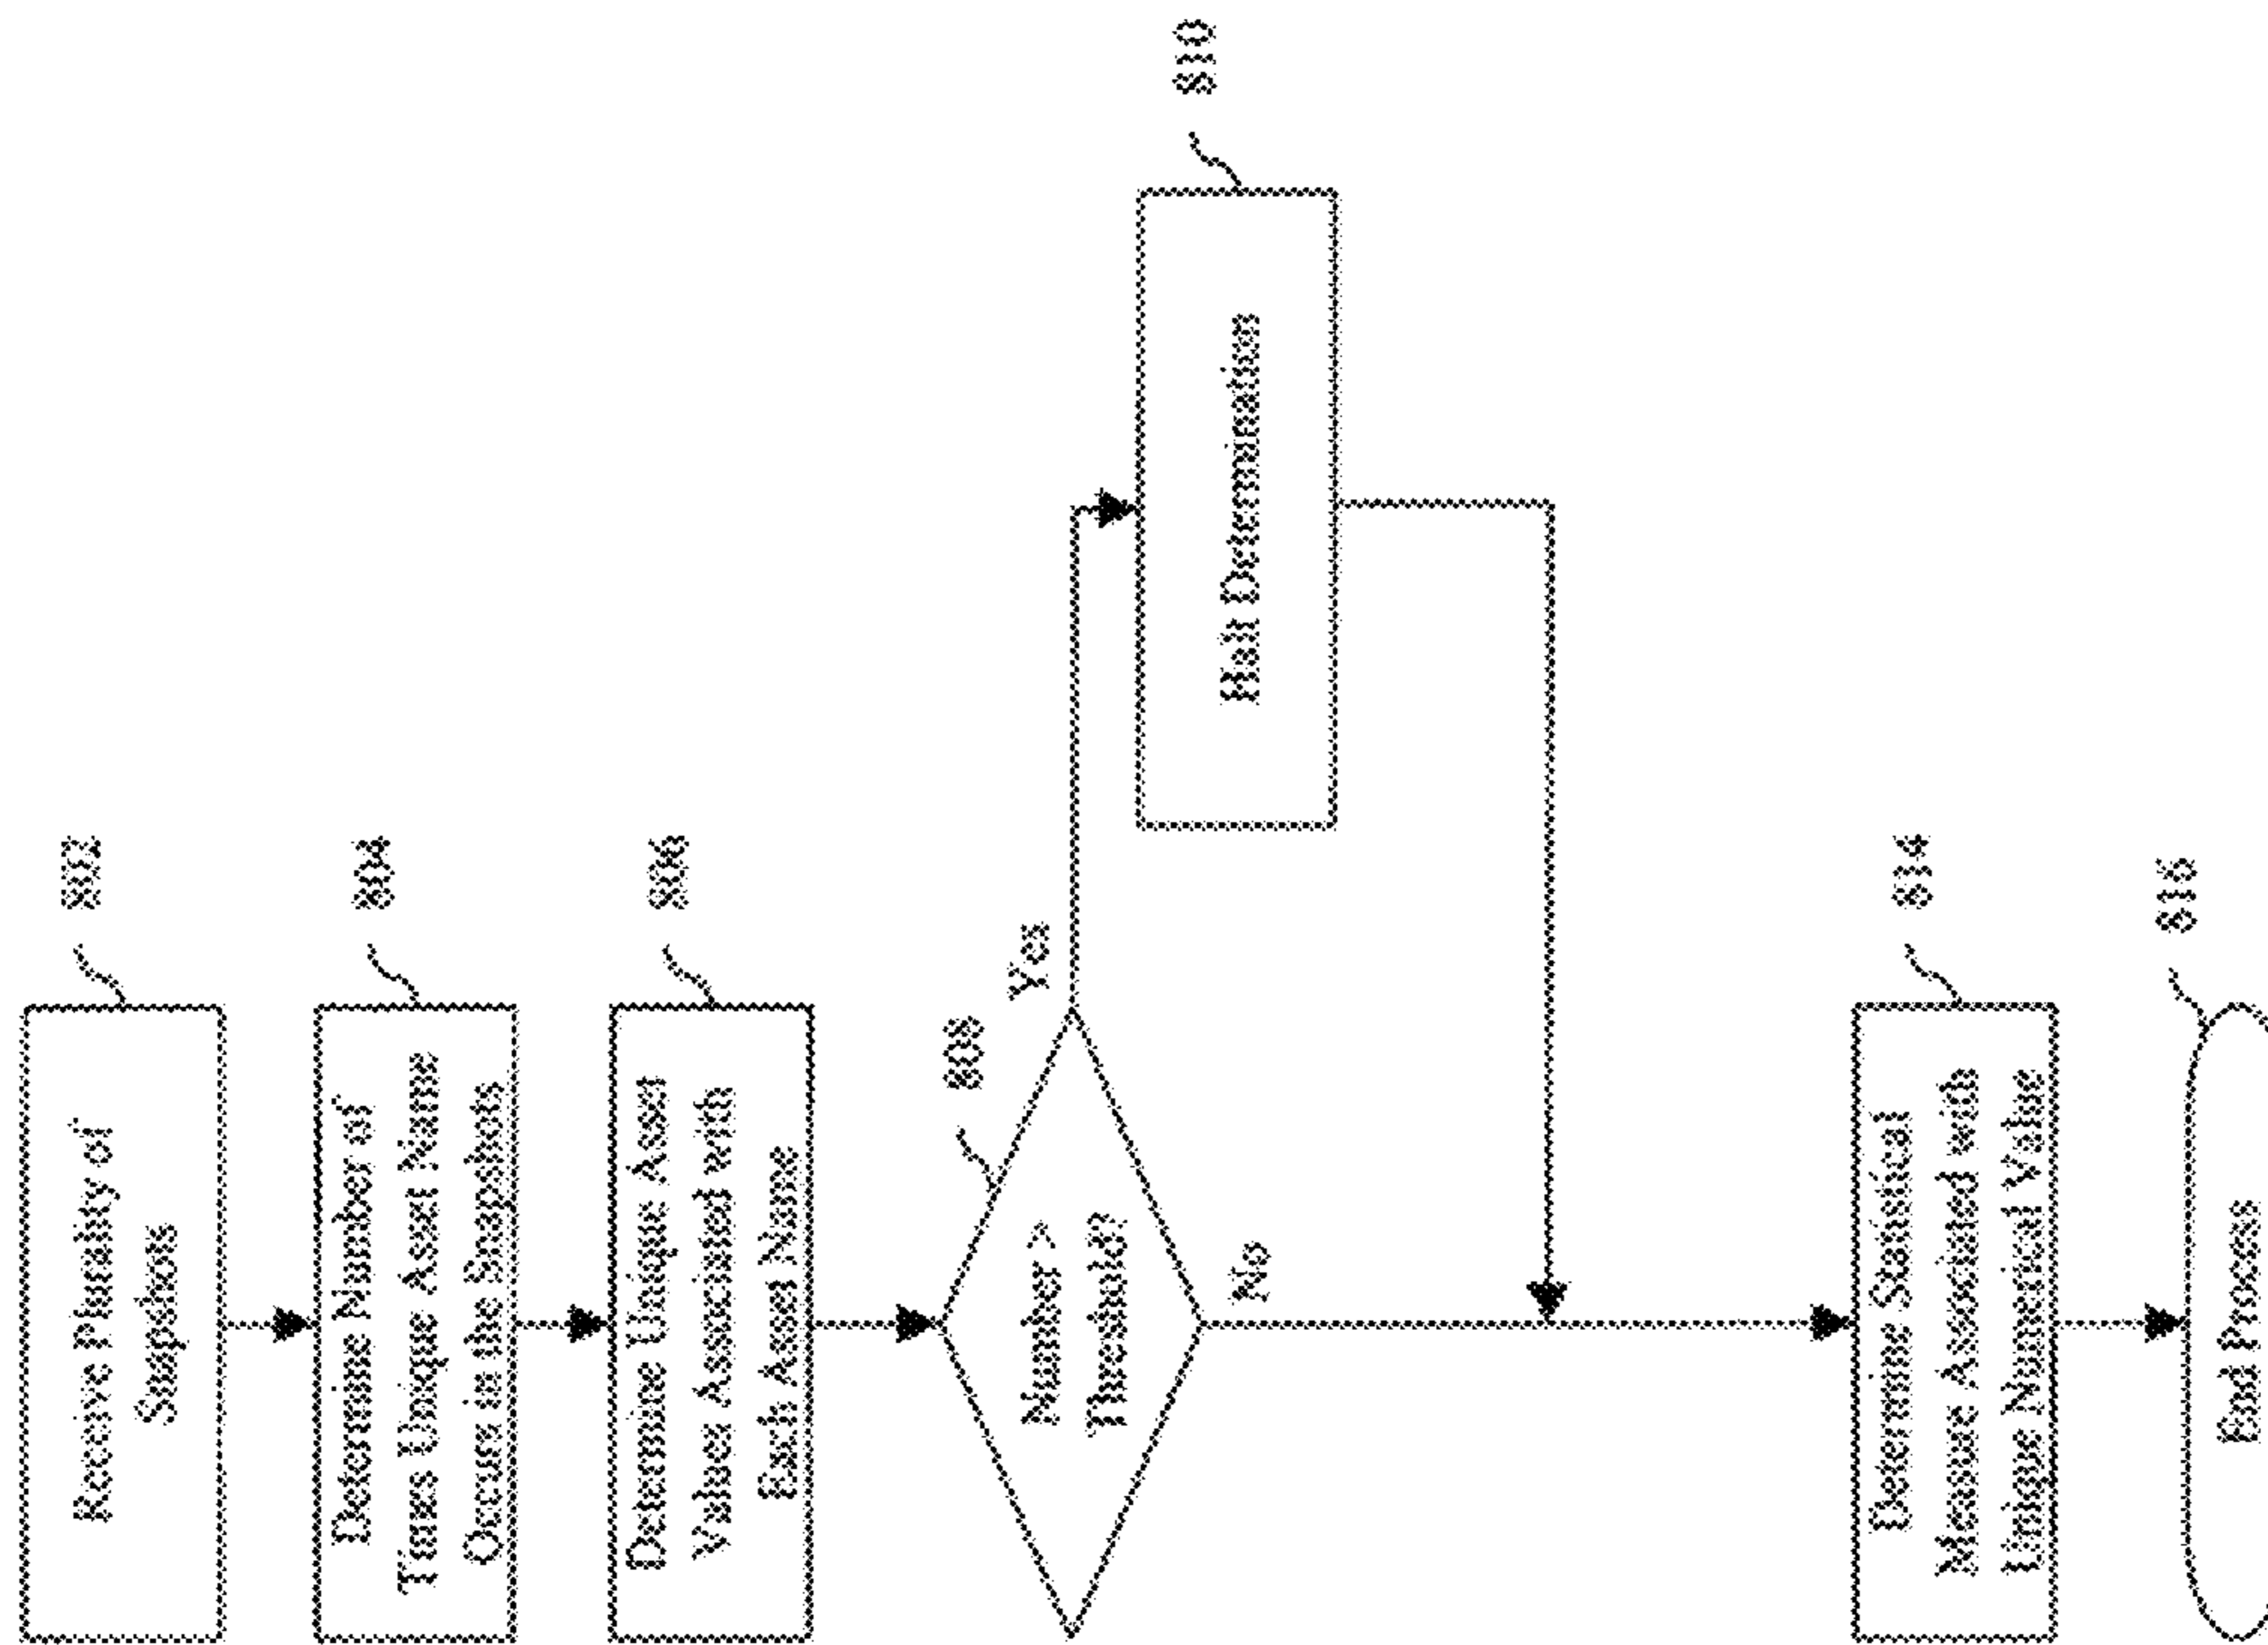 Receive Plurality of
Snapshots
802
Determine Number of
Times Unique Asset Name
Occurs in the Snapshots
804
Determine Unique Asset
Values Associated with
Each Asset Name
806
Number >
Threshold?
808
Yes
No
Halt Determination
810
Determine Statistical
Means Associated with
Unique Numerical Value
814
End Process
816